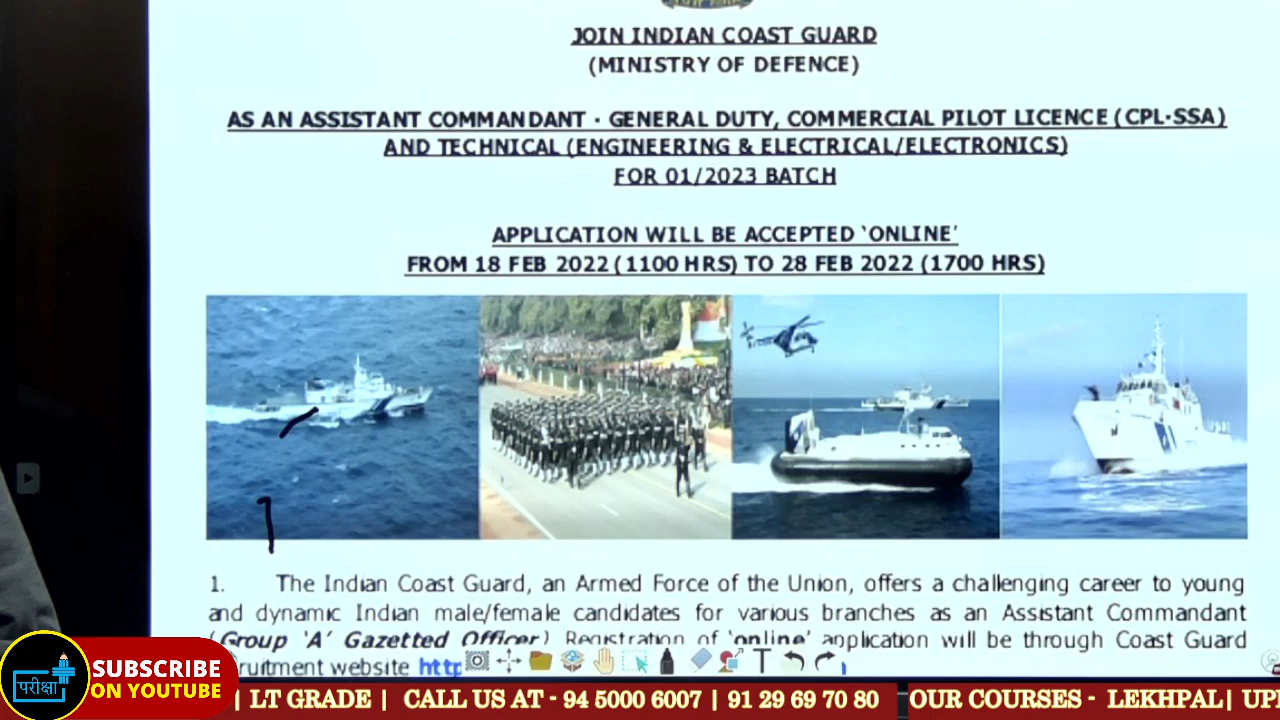 JOIN INDIAN COAST GUARD
(MINISTRY OF DEFENCE)
AS AN ASSISTANT COMMANDANT - GENERAL DUTY, COMMERCIAL PILOT LICENCE (CPL-SSA)
AND TECHNICAL (ENGINEERING & ELECTRICAL/ELECTRONICS)
FOR 01/2023 BATCH
APPLICATION WILL BE ACCEPTED 'ONLINE'
FROM 18 FEB 2022 (1100 HRS) TO 28 FEB 2022 (1700 HRS)
1. The Indian Coast Guard, an Armed Force of the Union, offers a challenging career to young
and dynamic Indian male/female candidates for various branches as an Assistant Commandant
(Group 'A' Gazetted Officer) Registration of 'online' application will be through Coast Guard
ruitment website http
परीक्षा
SUBSCRIBE
ON YOUTUBE
| LT GRADE | CALL US AT - 94 5000 6007 | 91 29 69 70 80 OUR COURSES - LEKHPAL| UP